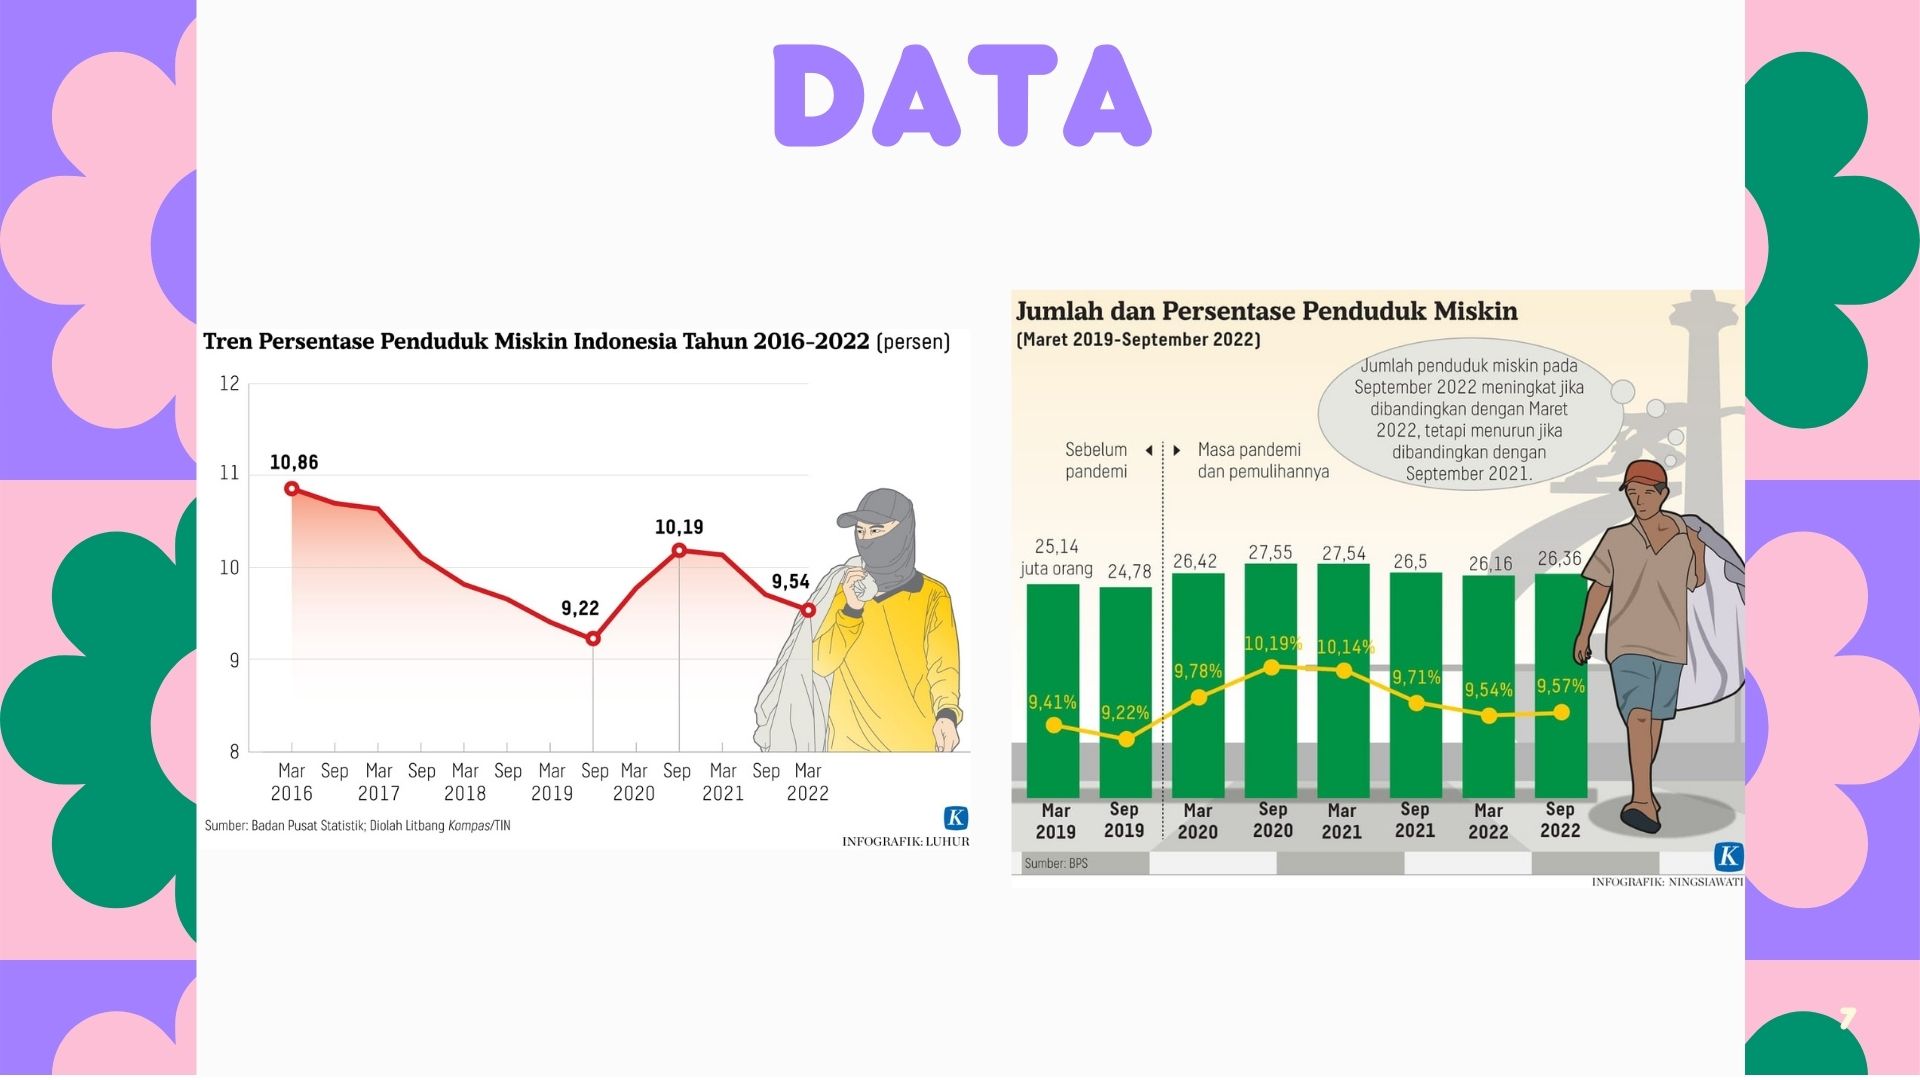 DATA
Tren Persentase Penduduk Miskin Indonesia Tahun 2016-2022 (persen)
12
11
10
9
8
10,86
9,22
10,19
9,54
Mar Sep Mar Sep Mar Sep Mar Sep Mar Sep Mar Sep Mar
2016 2017 2018 2019 2020 2021 2022
Sumber: Badan Pusat Statistik; Diolah Litbang Kompas/TIN
K
INFOGRAFIK: LUHUR
Jumlah dan Persentase Penduduk Miskin
(Maret 2019-September 2022)
Jumlah penduduk miskin pada
September 2022 meningkat jika
dibandingkan dengan Maret
2022, tetapi menurun jika
dibandingkan dengan
September 2021.
Sebelum
pandemi
Masa pandemi
dan pemulihannya
25,14
juta orang
24,78
26,42
27,55
27,54
26,5
26,16
26,36
9,41%
9,22%
9,78%
10,19%
10,14%
9,71%
9,54%
9,57%
Mar Sep Mar Sep Mar Sep Mar Sep
2019 2019 2020 2020 2021 2021 2022 2022
Sumber: BPS
K
INFOGRAFIK: NINGSIAWATI
7